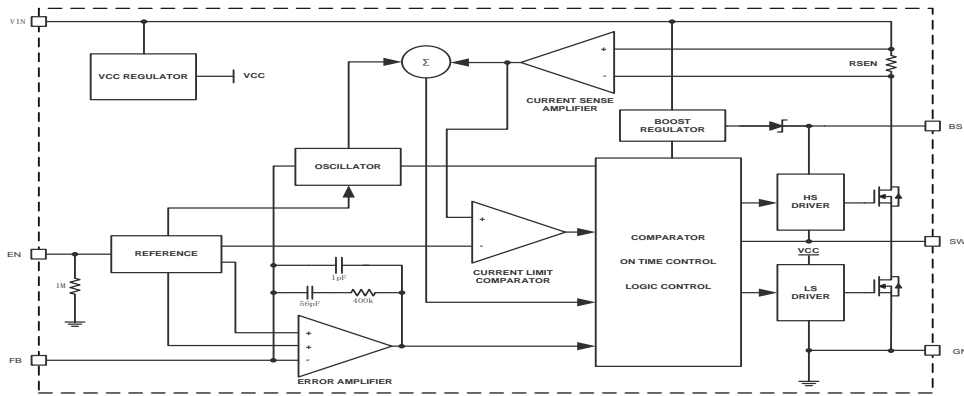 VIN
VCC REGULATOR
VCC
Σ
+
-
CURRENT SENSE
AMPLIFIER
RSEN
BOOST
REGULATOR
BS
OSCILLATOR
HS
DRIVER
EN
REFERENCE
+
-
CURRENT LIMIT
COMPARATOR
COMPARATOR
ON TIME CONTROL
LOGIC CONTROL
SW
VCC
LS
DRIVER
1M
1pF
56pF
400k
+
+
-
ERROR AMPLIFIER
FB
GN